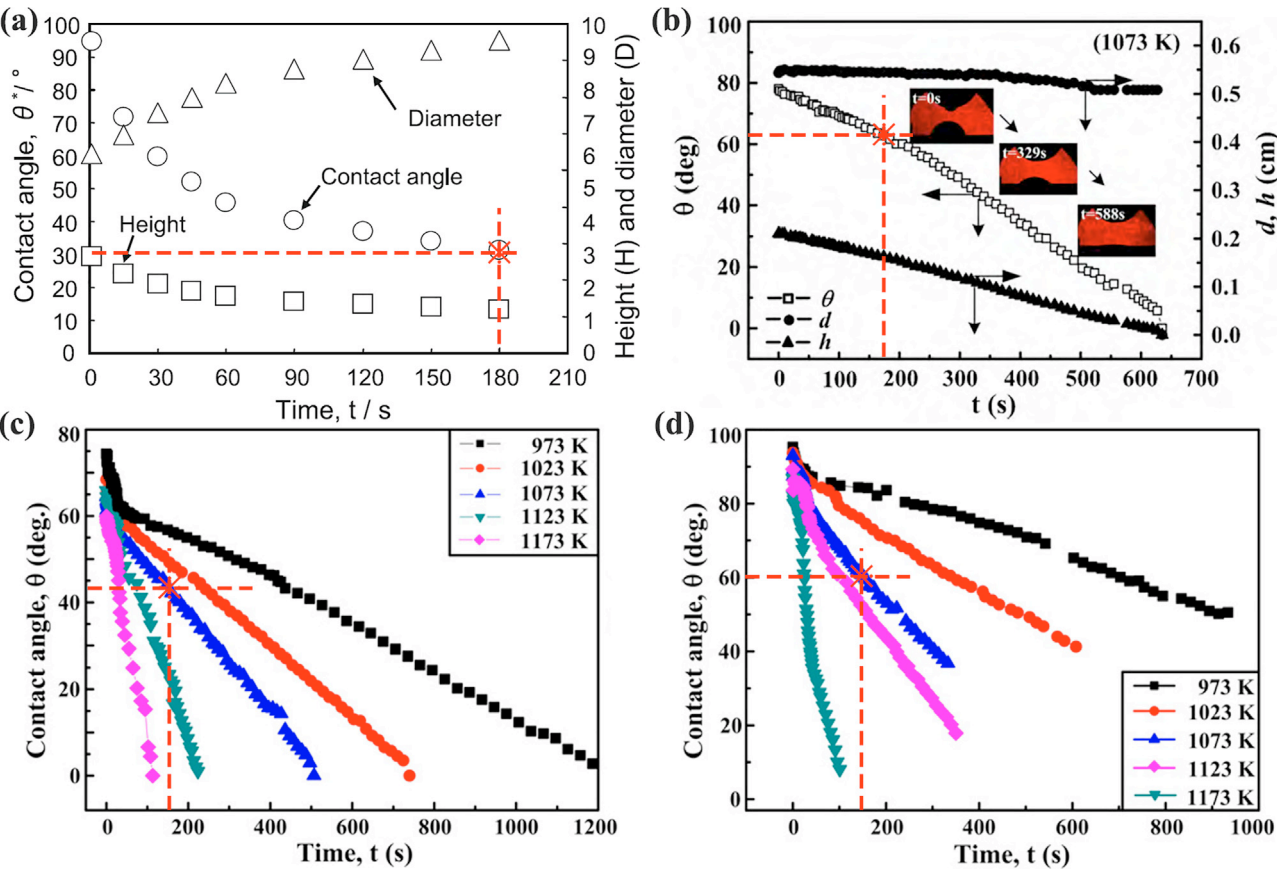 (a)
100
90
80
70
60
50
40
30
20
10
0
Contact angle, θ*/°
10
9
8
7
6
5
4
3
2
1
0
Height (H) and diameter (D)
Diameter
Contact angle
Height
0 30 60 90 120 150 180 210
Time, t / s
(b)
100
80
60
40
20
0
θ (deg)
(1073 K)
0.6
0.5
0.4
0.3
0.2
0.1
0.0
d, h (cm)
t=0s
t=329s
t=588s
θ
d
h
0 100 200 300 400 500 600 700
t (s)
(c)
80
60
40
20
0
Contact angle, θ (deg.)
973 K
1023 K
1073 K
1123 K
1173 K
0 200 400 600 800 1000 1200
Time, t (s)
(d)
100
80
60
40
20
0
Contact angle, θ (deg.)
973 K
1023 K
1073 K
1123 K
1173 K
0 200 400 600 800 1000
Time, t (s)